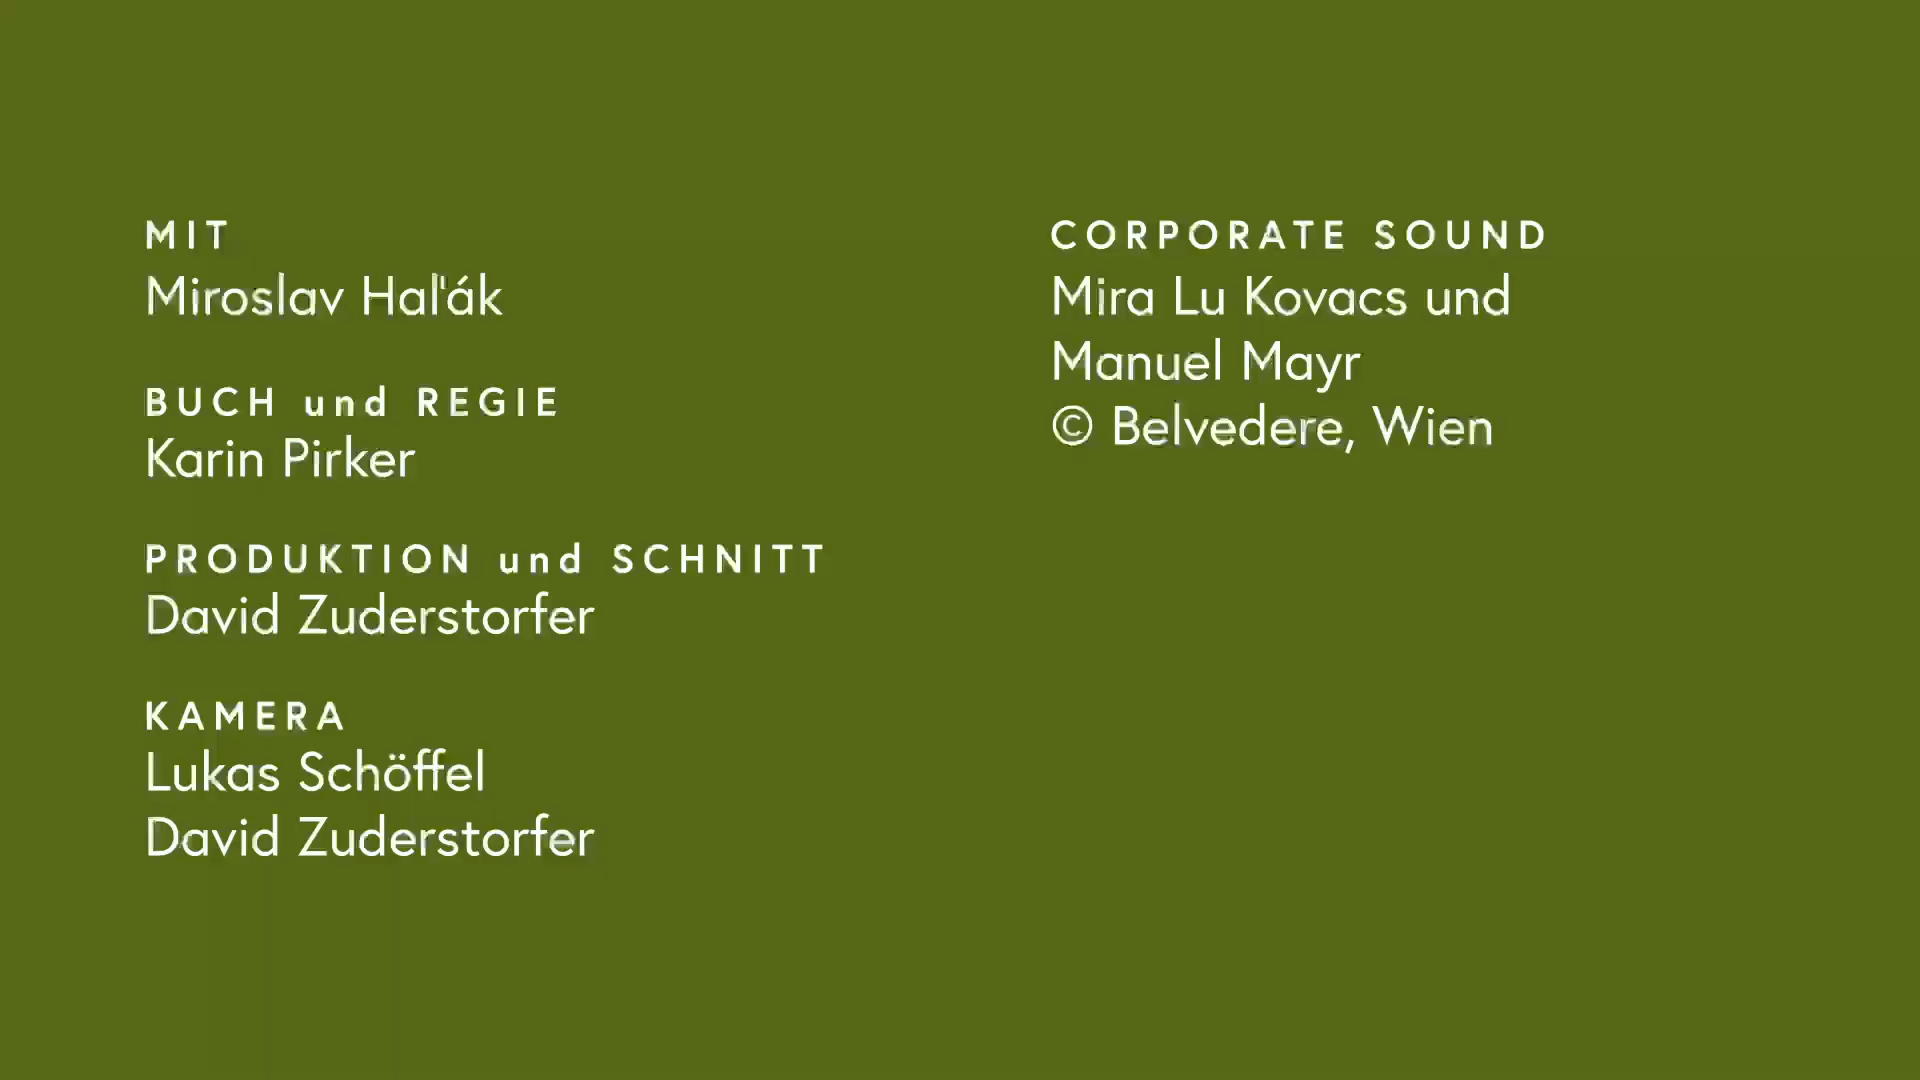 MIT
Miroslav Haľák
BUCH und REGIE
Karin Pirker
PRODUKTION und SCHNITT
David Zuderstorfer
KAMERA
Lukas Schöffel
David Zuderstorfer
CORPORATE SOUND
Mira Lu Kovacs und
Manuel Mayr
© Belvedere, Wien